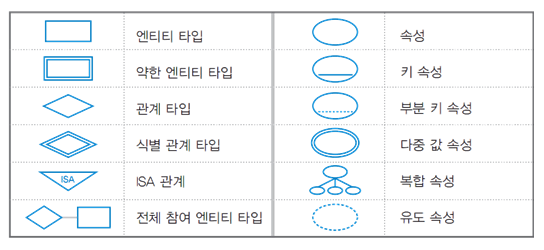 엔티티 타입
속성
약한 엔티티 타입
키 속성
관계 타입
부분 키 속성
식별 관계 타입
다중 값 속성
ISA
ISA 관계
복합 속성
전체 참여 엔티티 타입
유도 속성